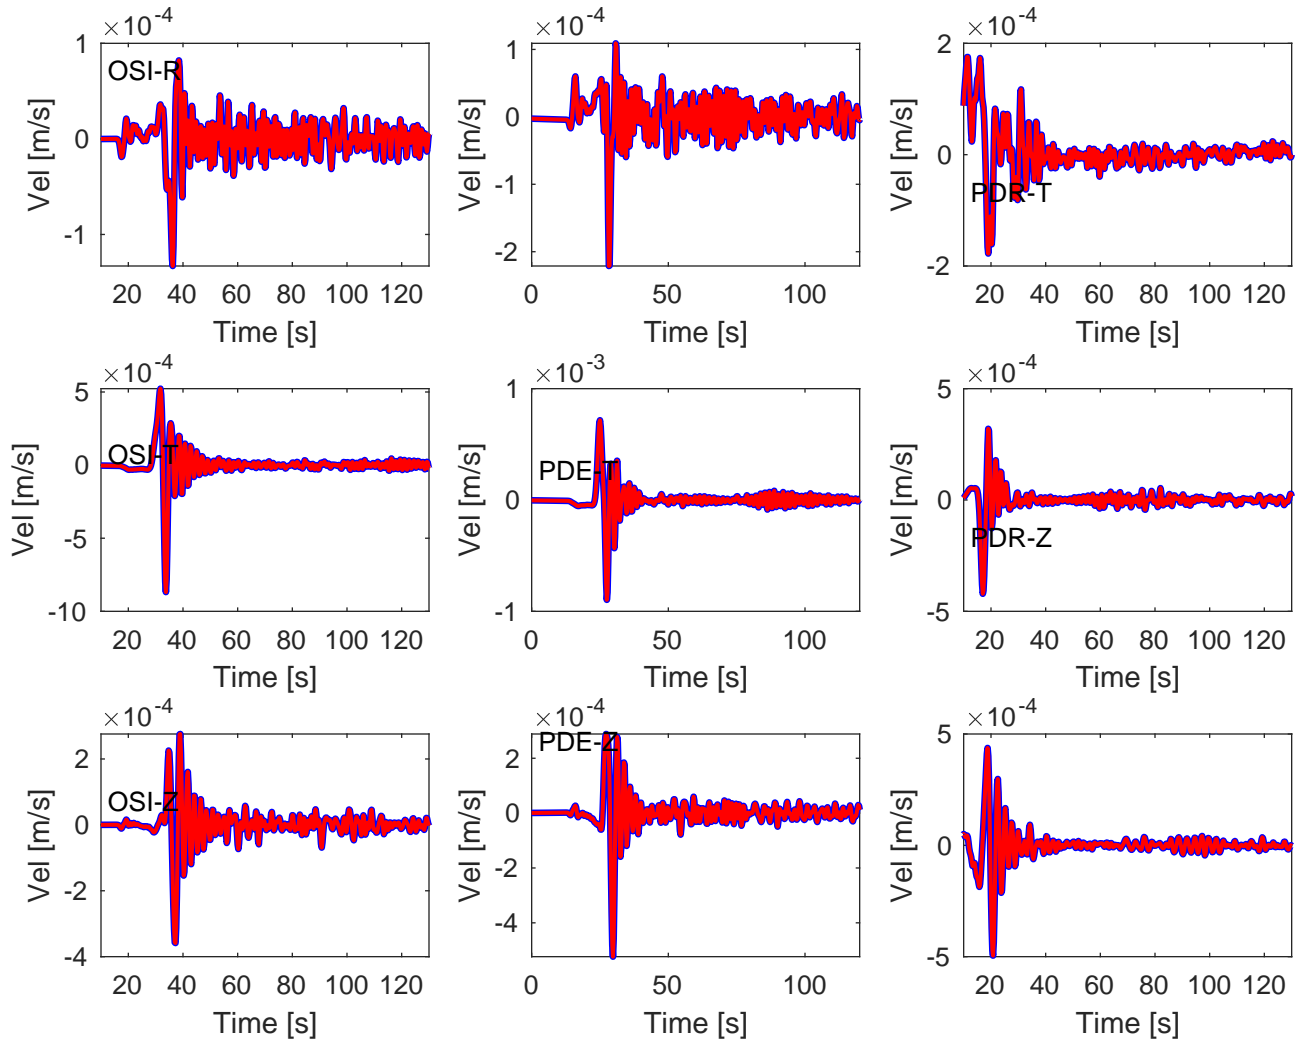 ×10-4
1
0
-1
OSI-R
Vel [m/s]
20 40 60 80 100 120
Time [s]
×10-4
1
0
-1
-2
Vel [m/s]
0 50 100
Time [s]
×10-4
2
0
-2
PDR-T
Vel [m/s]
20 40 60 80 100 120
Time [s]
×10-4
5
0
-5
-10
OSI-T
Vel [m/s]
20 40 60 80 100 120
Time [s]
×10-3
1
0
-1
PDE-T
Vel [m/s]
0 50 100
Time [s]
×10-4
5
0
-5
PDR-Z
Vel [m/s]
20 40 60 80 100 120
Time [s]
×10-4
2
0
-2
-4
OSI-Z
Vel [m/s]
20 40 60 80 100 120
Time [s]
×10-4
2
0
-2
-4
PDE-Z
Vel [m/s]
0 50 100
Time [s]
×10-4
5
0
-5
Vel [m/s]
20 40 60 80 100 120
Time [s]